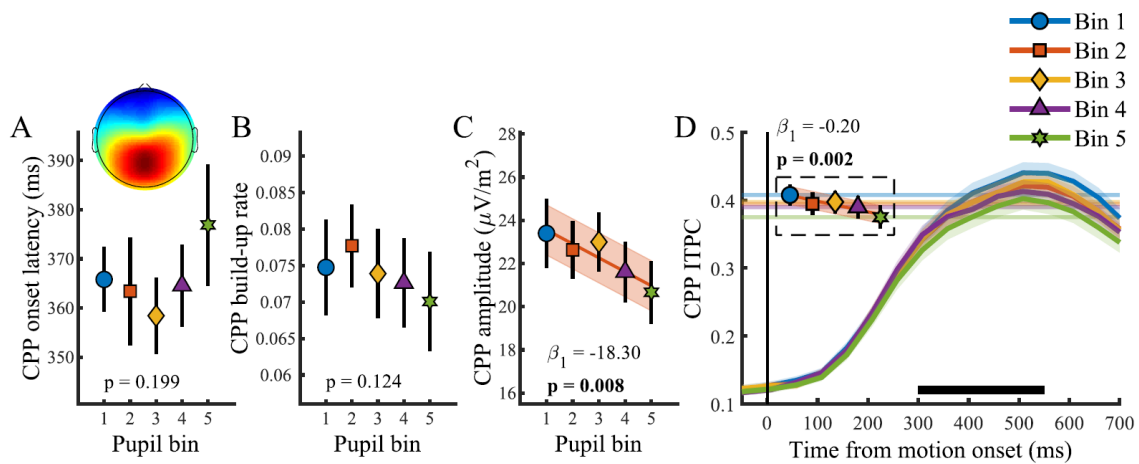 Bin 1
Bin 2
Bin 3
Bin 4
Bin 5
A
CPP onset latency (ms)
390
380
370
360
350
p = 0.199
1 2 3 4 5
Pupil bin
B
CPP build-up rate
0.09
0.085
0.08
0.075
0.07
0.065
0.06
p = 0.124
1 2 3 4 5
Pupil bin
C
CPP amplitude (μV/m²)
28
26
24
22
20
18
16
β₁ = -18.30
p = 0.008
1 2 3 4 5
Pupil bin
D
CPP ITPC
0.5
0.4
0.3
0.2
0.1
β₁ = -0.20
p = 0.002
0 100 200 300 400 500 600 700
Time from motion onset (ms)